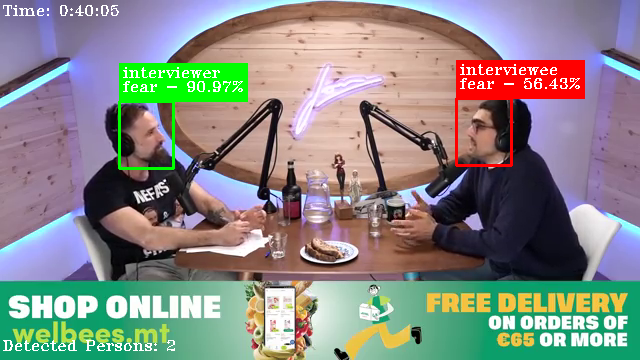 Time: 0:40:05
interviewer
fear - 90.97%
interviewee
fear - 56.43%
NEFAS
SHOP ONLINE
welbees.mt
FREE DELIVERY
ON ORDERS OF
€65 OR MORE
Detected Persons: 2